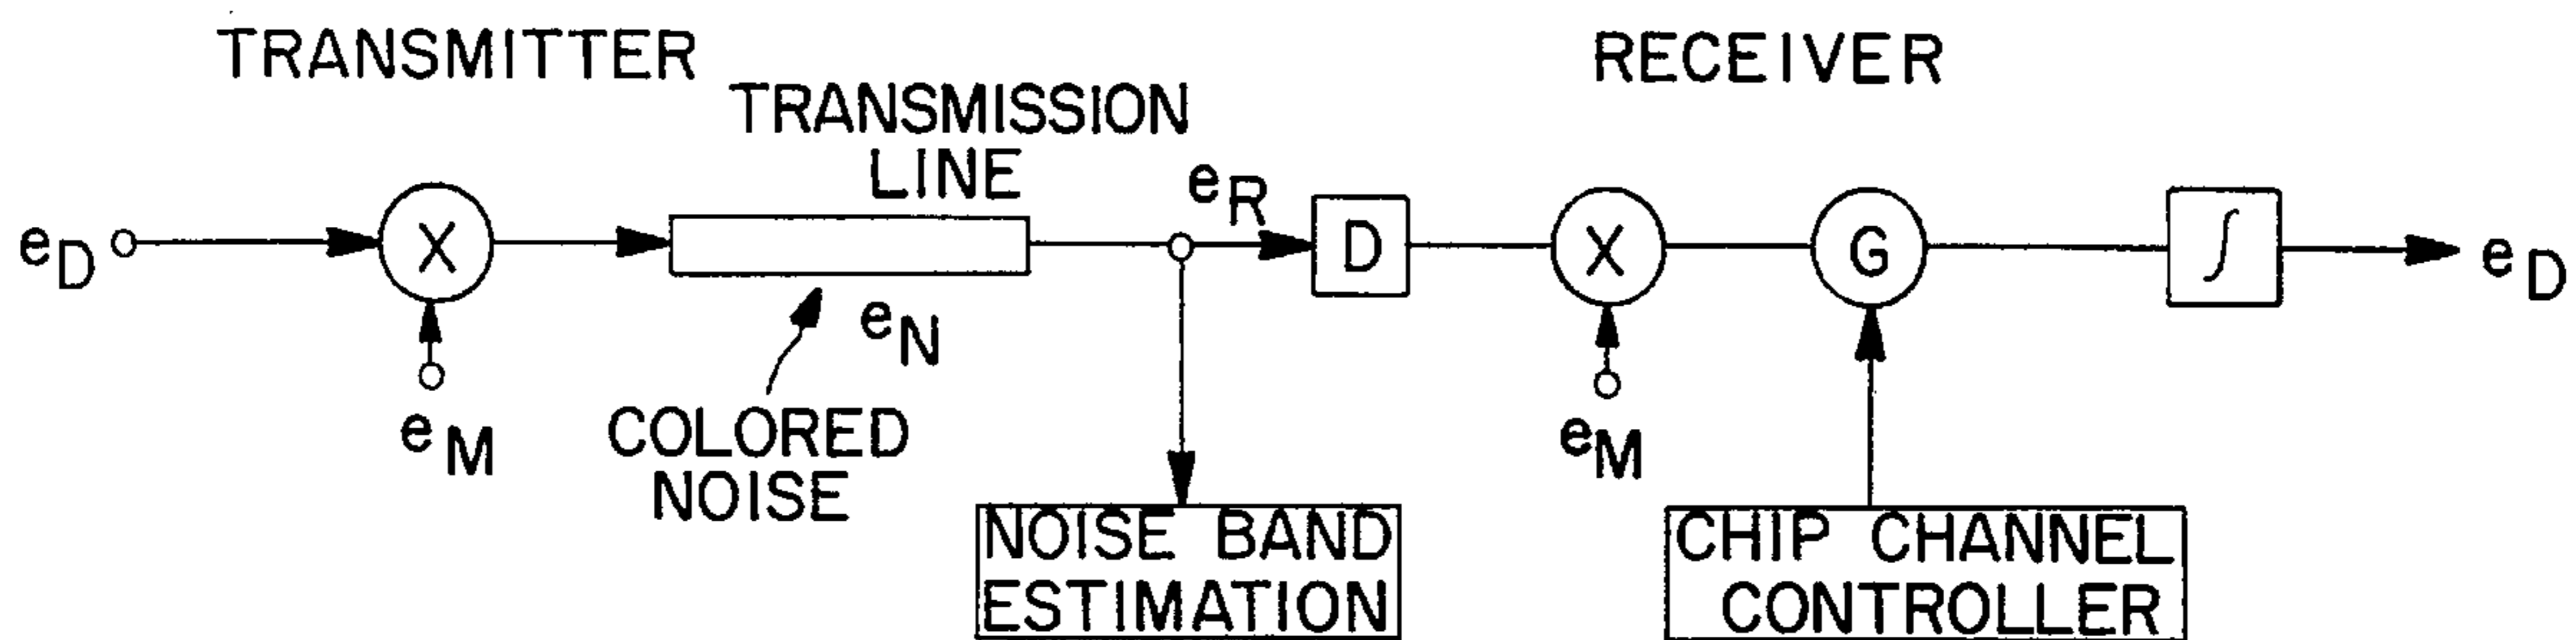 TRANSMITTER
RECEIVER
TRANSMISSION
LINE
eD
X
eM
COLORED
NOISE
eN
eR
D
X
eM
G
∫
eD
NOISE BAND
ESTIMATION
CHIP CHANNEL
CONTROLLER